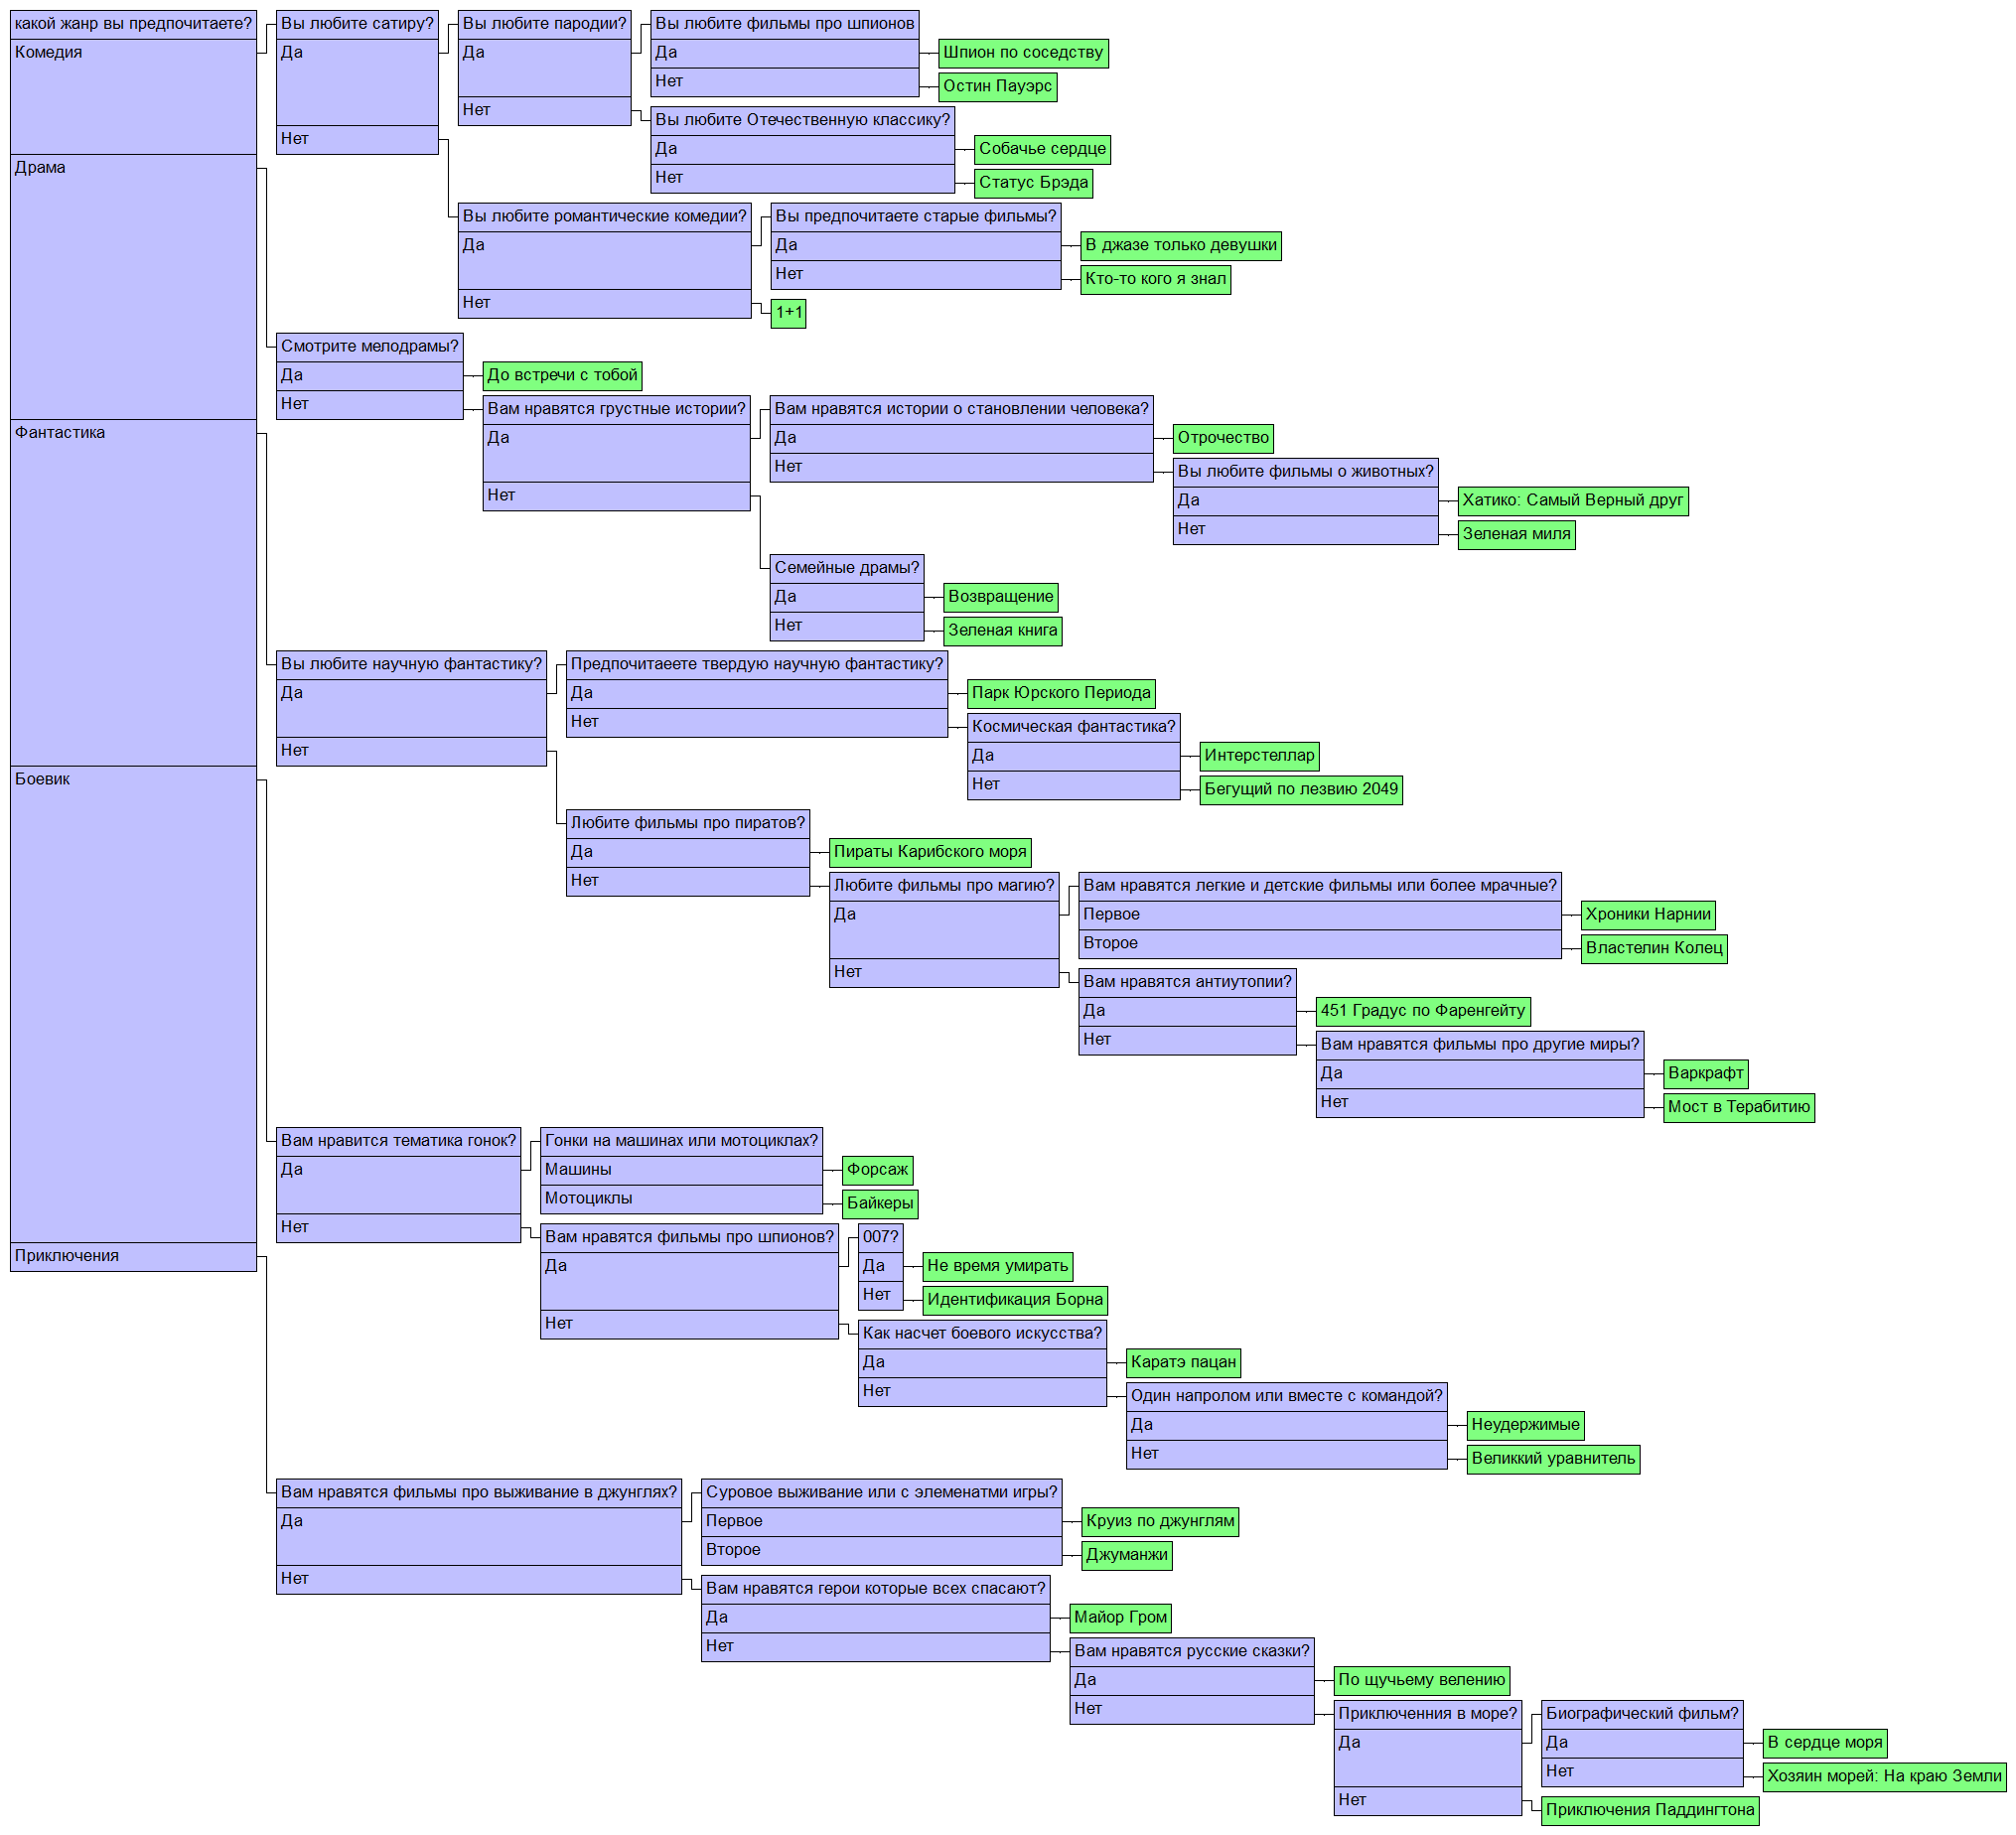 какой жанр вы предпочитаете?
Комедия
Вы любите сатиру?
Да
Вы любите пародии?
Да
Вы любите фильмы про шпионов
Да
Шпион по соседству
Нет
Остин Пауэрс
Нет
Вы любите Отечественную классику?
Да
Собачье сердце
Нет
Статус Брэда
Нет
Вы любите романтические комедии?
Да
Вы предпочитаете старые фильмы?
Да
В джазе только девушки
Нет
Кто-то кого я знал
Нет
1+1
Драма
Смотрите мелодрамы?
Да
До встречи с тобой
Нет
Вам нравятся грустные истории?
Да
Вам нравятся истории о становлении человека?
Да
Отрочество
Нет
Вы любите фильмы о животных?
Да
Хатико: Самый Верный друг
Нет
Зеленая миля
Нет
Семейные драмы?
Да
Возвращение
Нет
Зеленая книга
Фантастика
Вы любите научную фантастику?
Да
Предпочитаеете твердую научную фантастику?
Да
Парк Юрского Периода
Нет
Космическая фантастика?
Да
Интерстеллар
Нет
Бегущий по лезвию 2049
Нет
Любите фильмы про пиратов?
Да
Пираты Карибского моря
Нет
Любите фильмы про магию?
Да
Вам нравятся легкие и детские фильмы или более мрачные?
Первое
Хроники Нарнии
Второе
Властелин Колец
Нет
Вам нравятся антиутопии?
Да
451 Градус по Фаренгейту
Нет
Вам нравятся фильмы про другие миры?
Да
Варкрафт
Нет
Мост в Терабитию
Боевик
Вам нравится тематика гонок?
Да
Гонки на машинах или мотоциклах?
Машины
Форсаж
Мотоциклы
Байкеры
Нет
Вам нравятся фильмы про шпионов?
Да
007?
Да
Не время умирать
Нет
Идентификация Борна
Нет
Как насчет боевого искусства?
Да
Каратэ пацан
Нет
Один напролом или вместе с командой?
Да
Неудержимые
Нет
Великкий уравнитель
Приключения
Вам нравятся фильмы про выживание в джунглях?
Да
Суровое выживание или с элеменатми игры?
Первое
Круиз по джунглям
Второе
Джуманжи
Нет
Вам нравятся герои которые всех спасают?
Да
Майор Гром
Нет
Вам нравятся русские сказки?
Да
По щучьему велению
Нет
Приключенния в море?
Да
Биографический фильм?
Да
В сердце моря
Нет
Хозяин морей: На краю Земли
Нет
Приключения Паддингтона